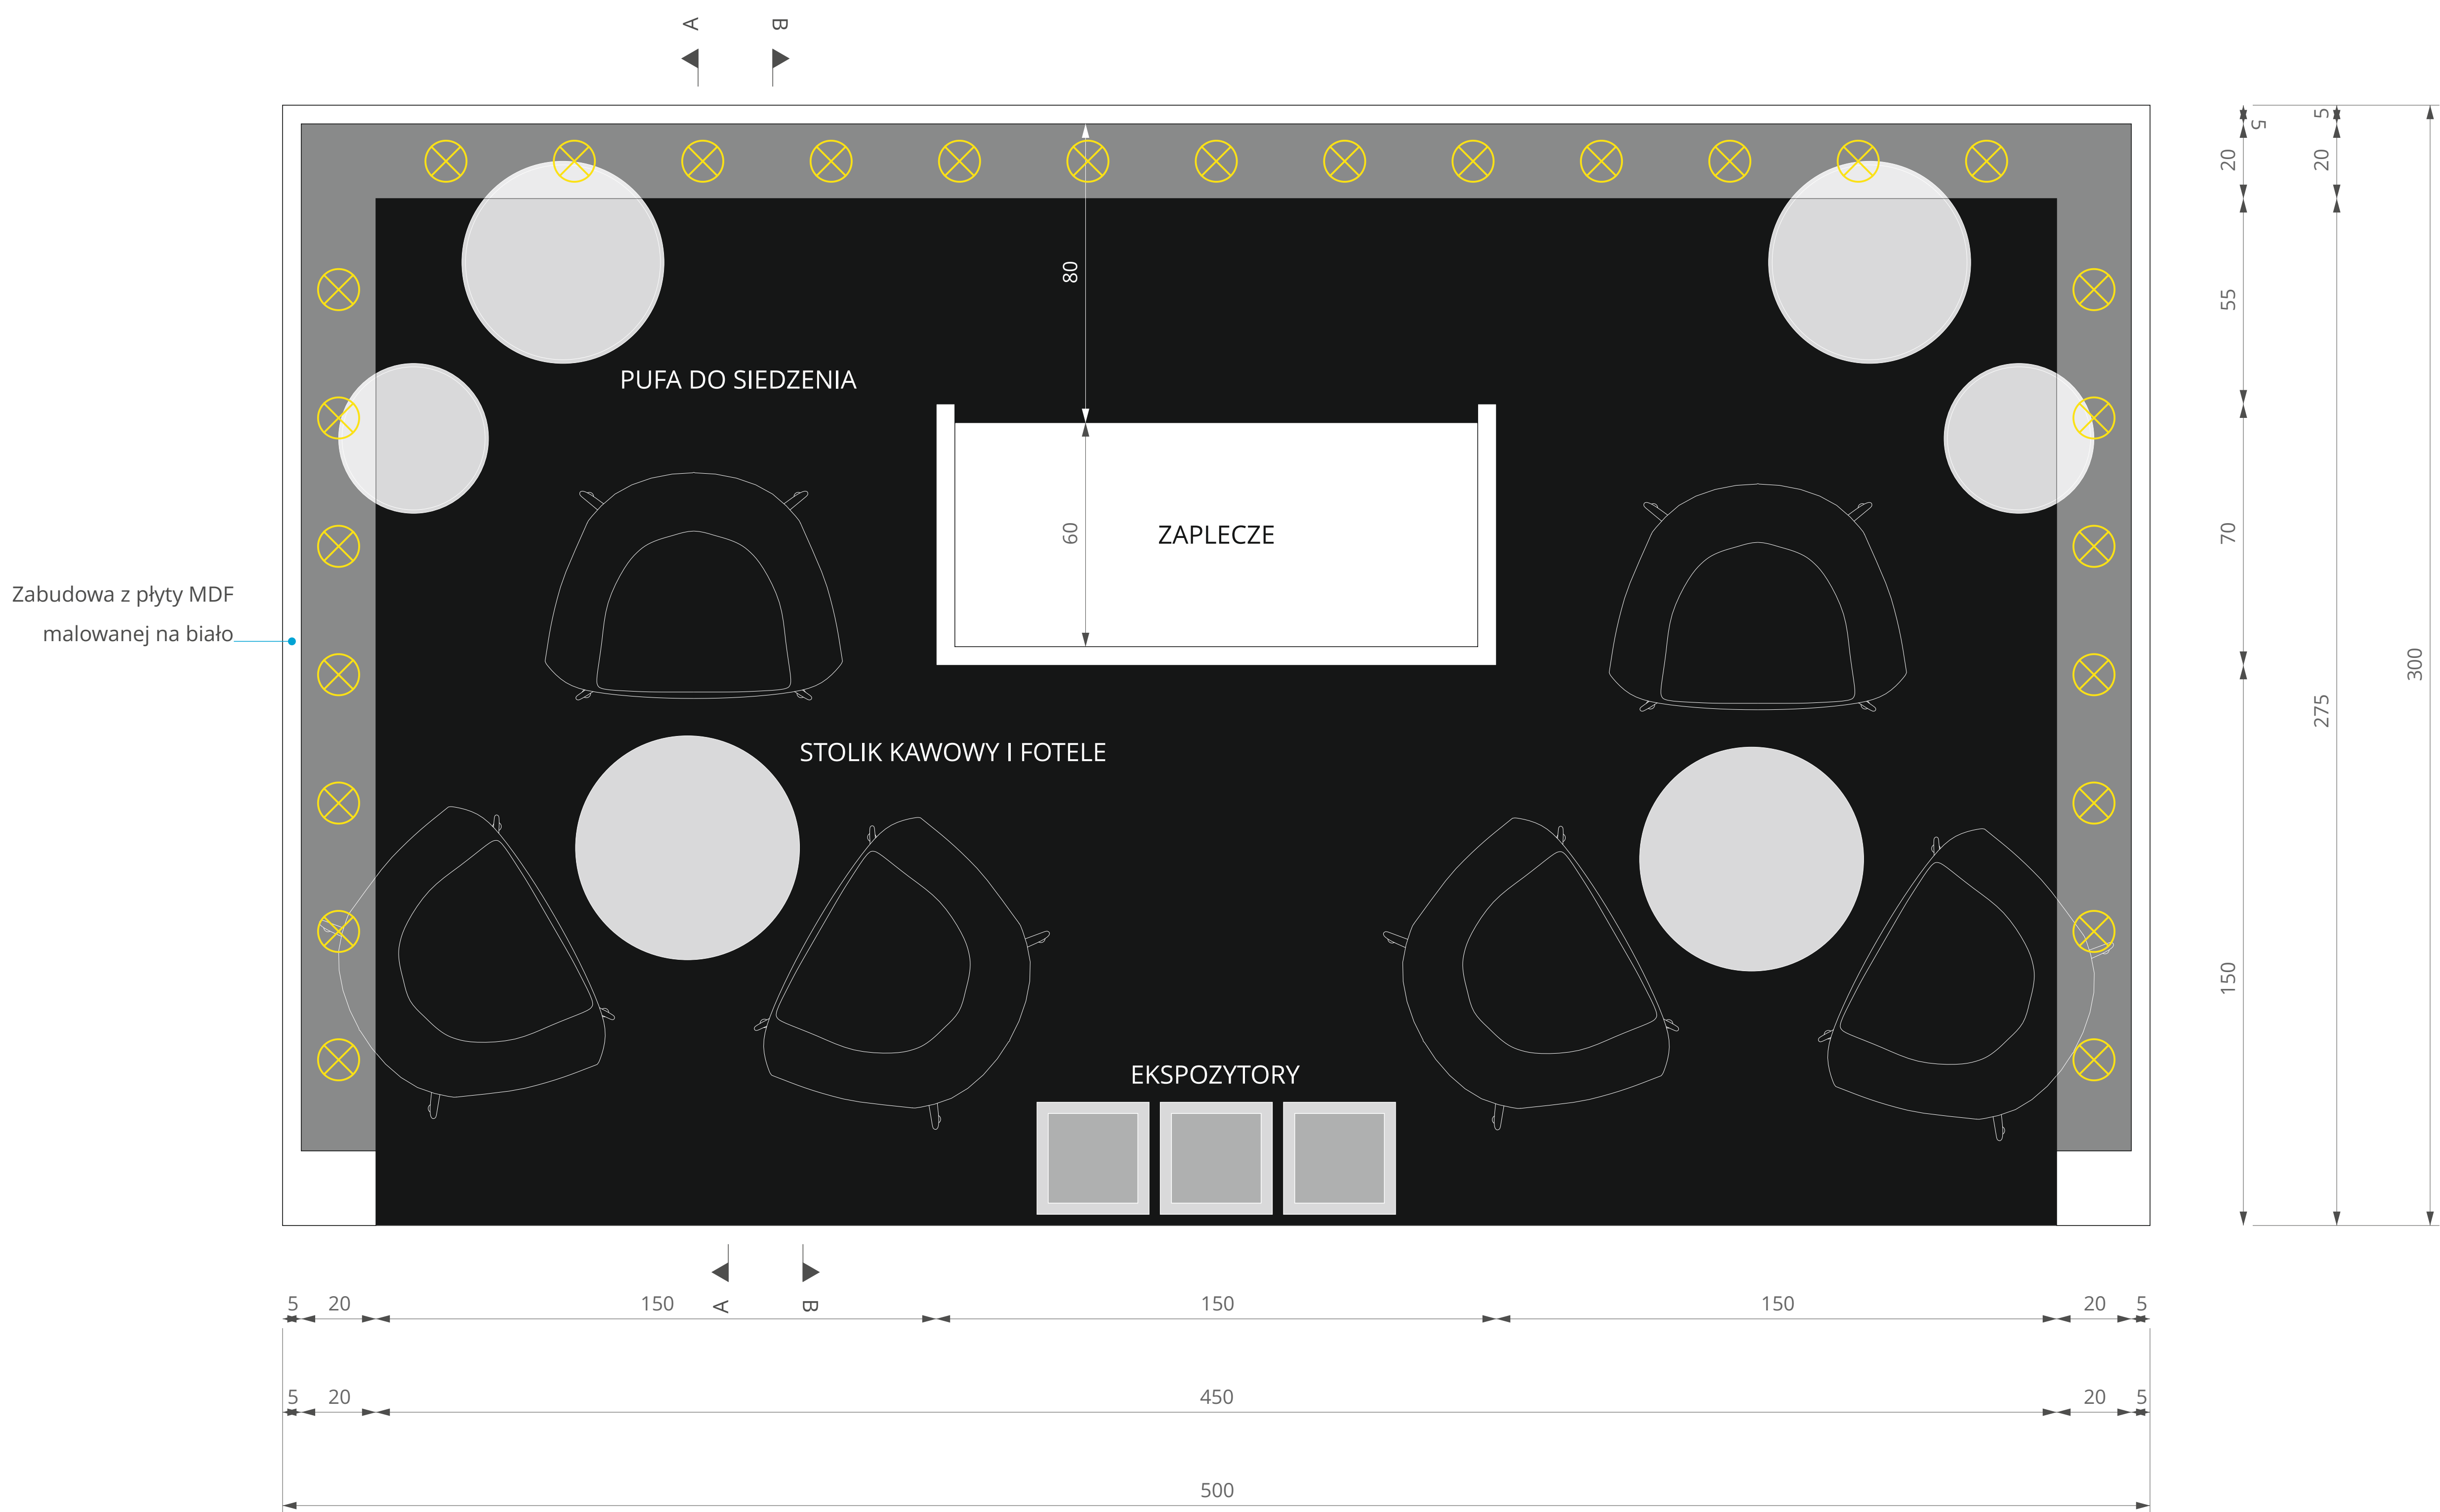 A
B
5
5
20
20
80
55
PUFA DO SIEDZENIA
60
ZAPLECZE
70
Zabudowa z płyty MDF
malowanej na biało
300
275
STOLIK KAWOWY I FOTELE
150
EKSPOZYTORY
A
B
5
20
150
150
150
20
5
5
20
450
20
5
500